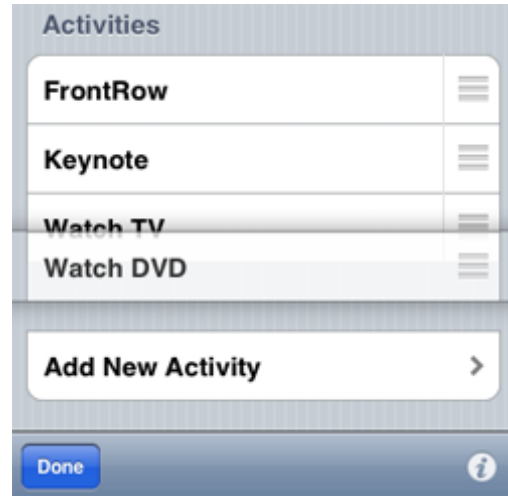 Activities
FrontRow
Keynote
Watch TV
Watch DVD
Add New Activity
Done